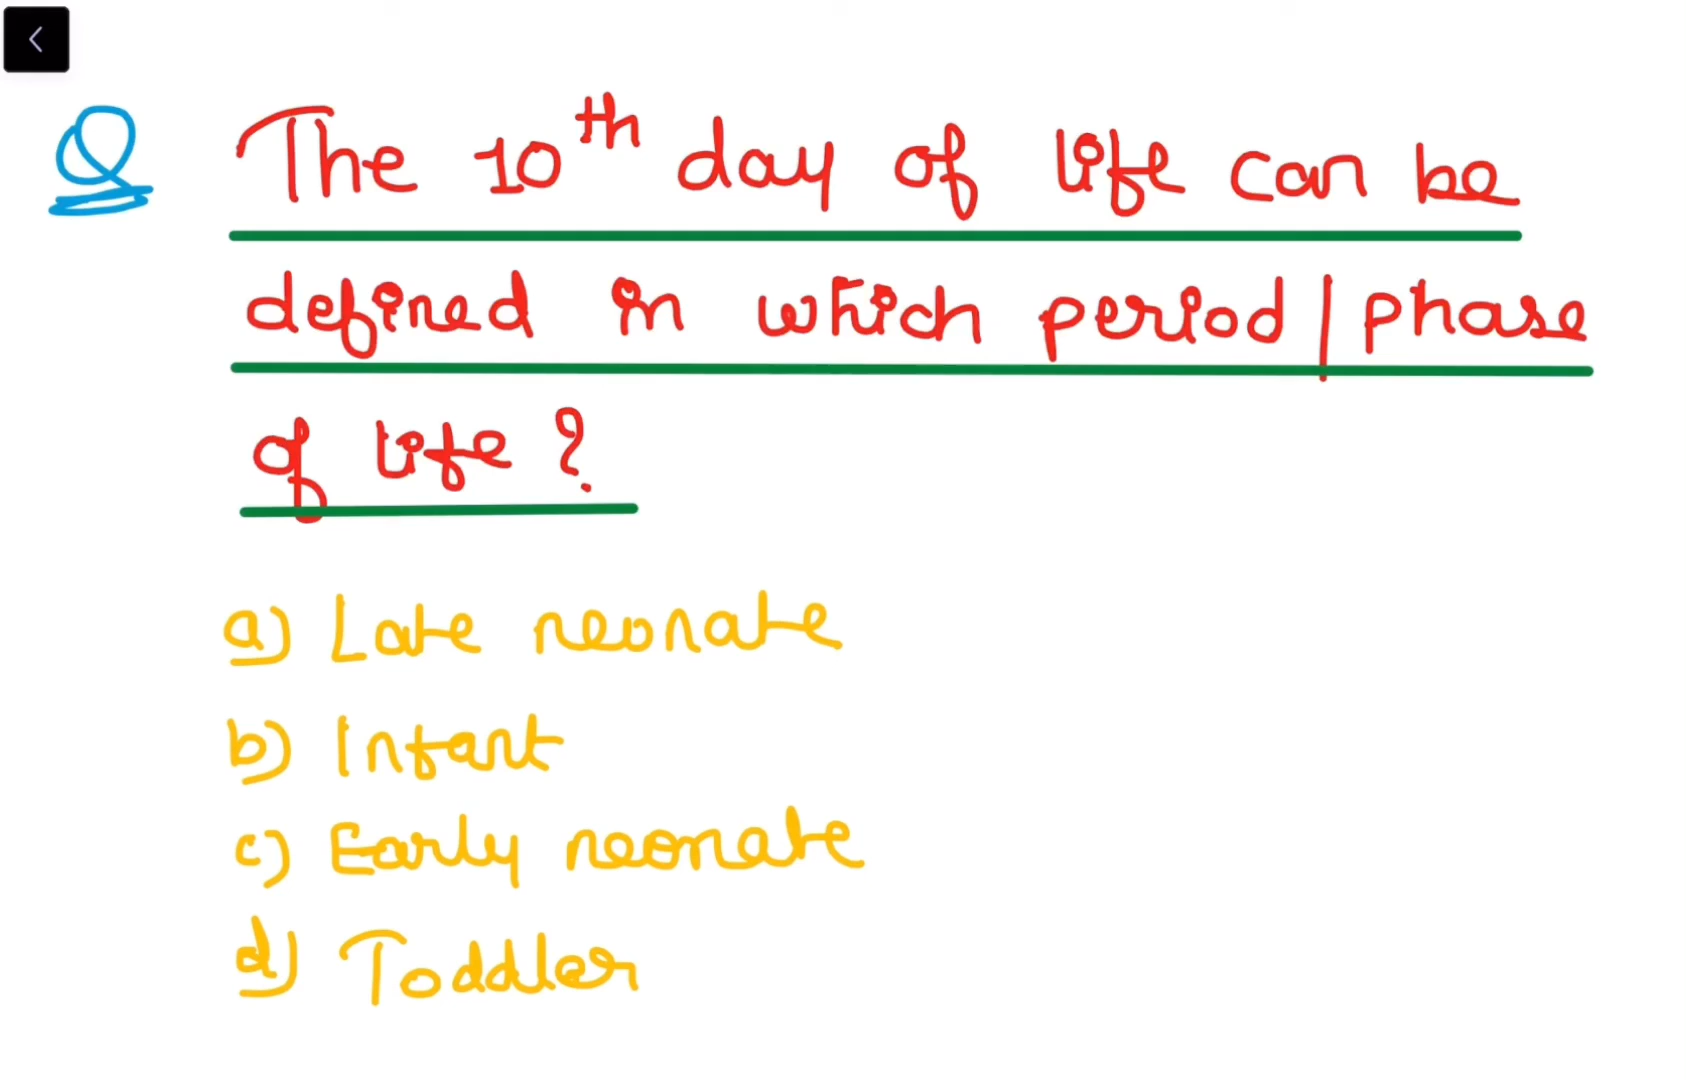 Q The 10th day of life can be
defined in which period | phase
of life?
a) Late neonate
b) Infant
c) Early neonate
d) Toddler